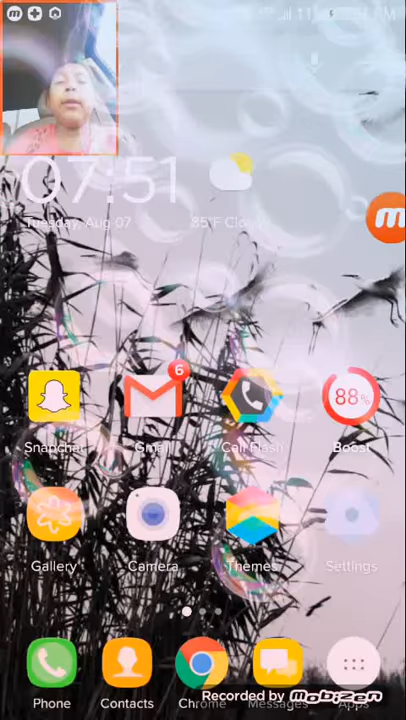 07:51
Tuesday, Aug 07
85°F
6
88%
Snapchat
Gmail
Call Flash
Boost
Gallery
Camera
Themes
Settings
Phone
Contacts
Chrome
Messages
Apps
Recorded by Mobizen